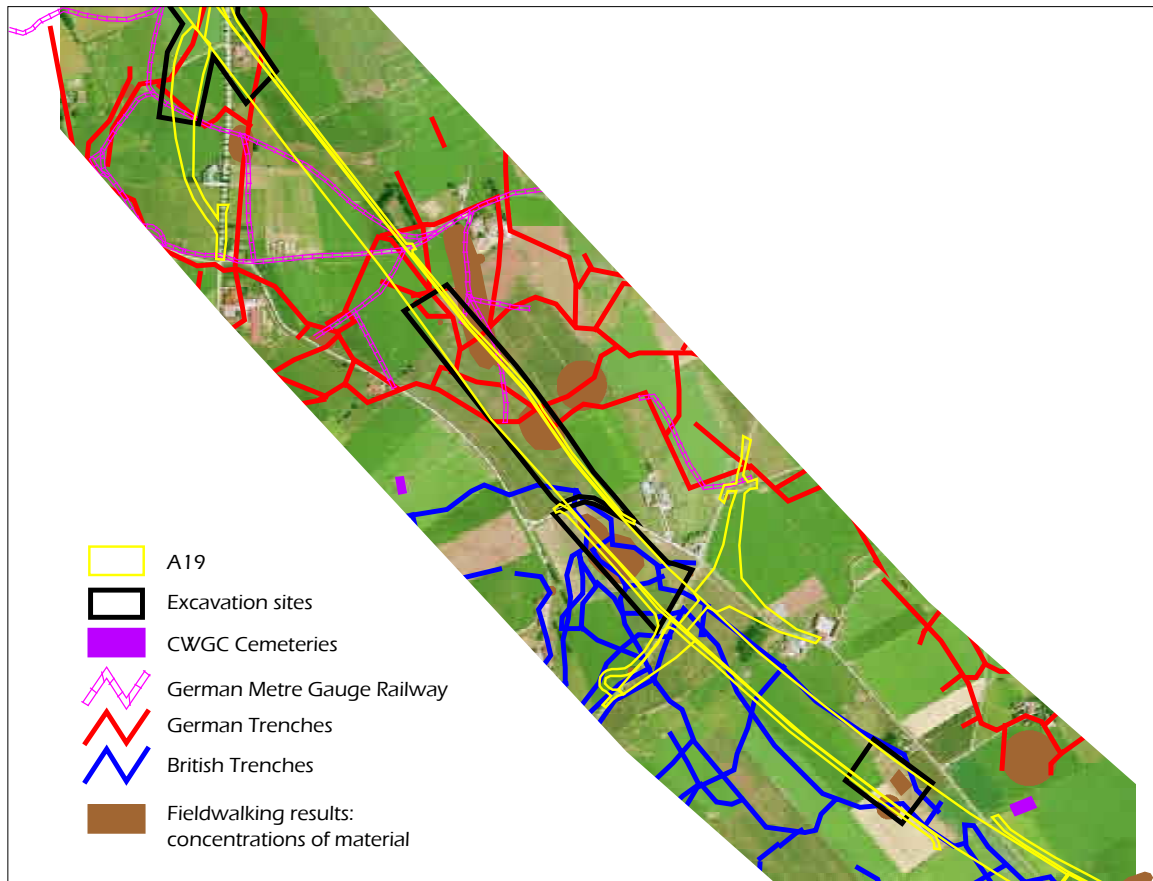 A19
Excavation sites
CWGC Cemeteries
German Metre Gauge Railway
German Trenches
British Trenches
Fieldwalking results:
concentrations of material